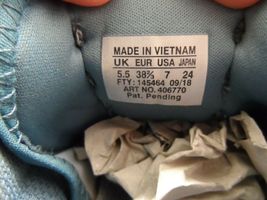 MADE IN VIETNAM
UK EUR USA JAPAN
5.5 38⅔ 7 24
FTY: 145464 09/18
ART NO. 406770
Pat. Pending